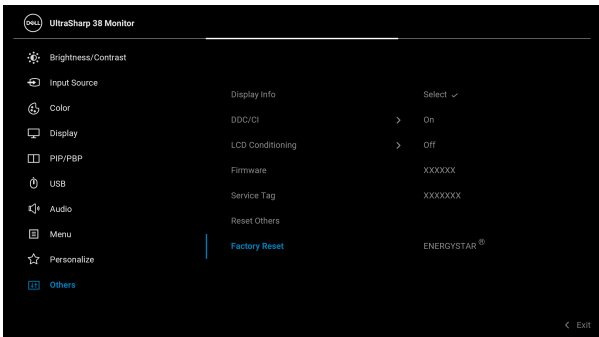 DELL UltraSharp 38 Monitor
Brightness/Contrast
Input Source
Color
Display
PIP/PBP
USB
Audio
Menu
Personalize
Others
Display Info Select ✓
DDC/CI > On
LCD Conditioning > Off
Firmware XXXXXX
Service Tag XXXXXXX
Reset Others
Factory Reset ENERGYSTAR ®
< Exit